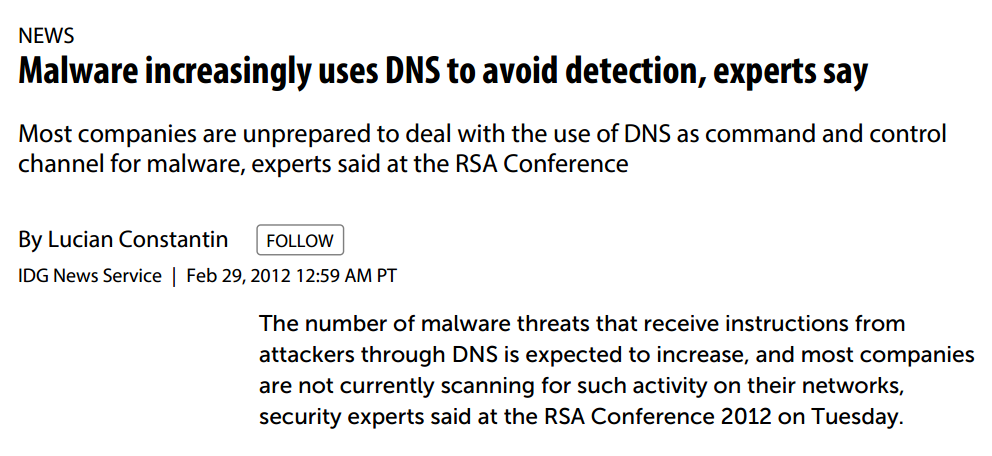 NEWS
Malware increasingly uses DNS to avoid detection, experts say
Most companies are unprepared to deal with the use of DNS as command and control
channel for malware, experts said at the RSA Conference
By Lucian Constantin FOLLOW
IDG News Service | Feb 29, 2012 12:59 AM PT
The number of malware threats that receive instructions from
attackers through DNS is expected to increase, and most companies
are not currently scanning for such activity on their networks,
security experts said at the RSA Conference 2012 on Tuesday.